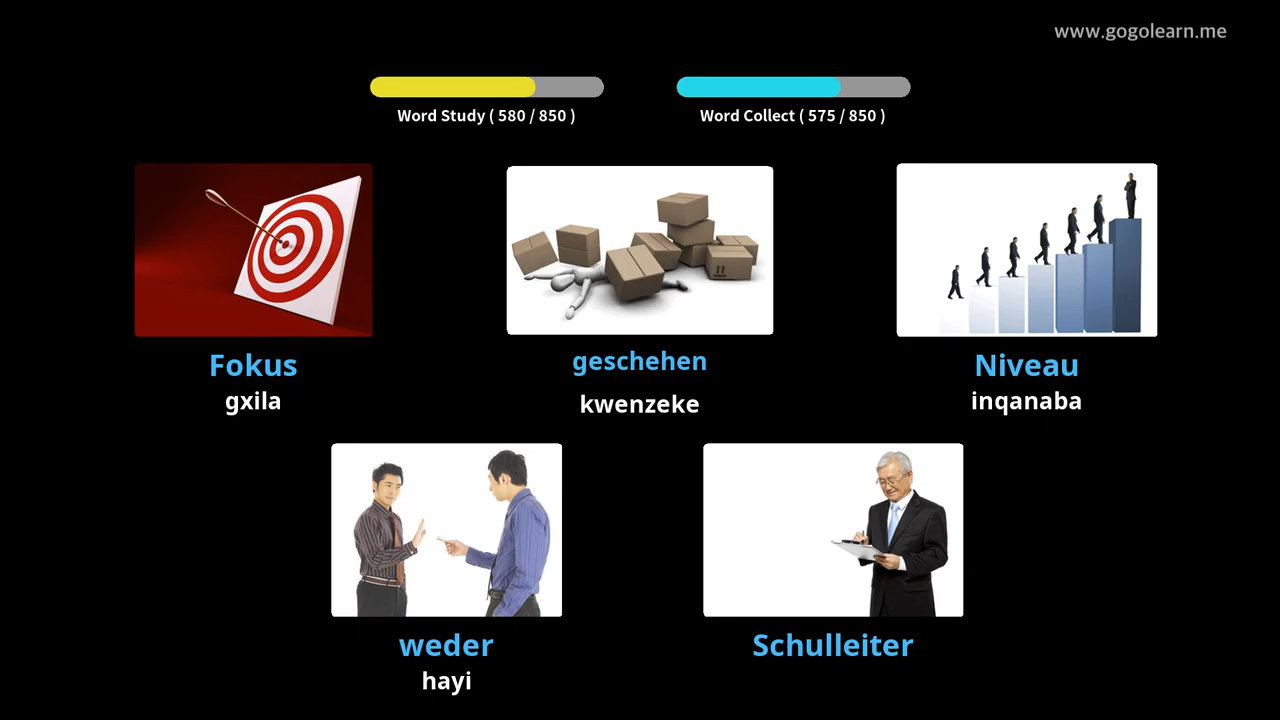 www.gogolearn.me
Word Study ( 580 / 850 )
Word Collect ( 575 / 850 )
Fokus
gxila
geschehen
kwenzeke
Niveau
inqanaba
weder
hayi
Schulleiter